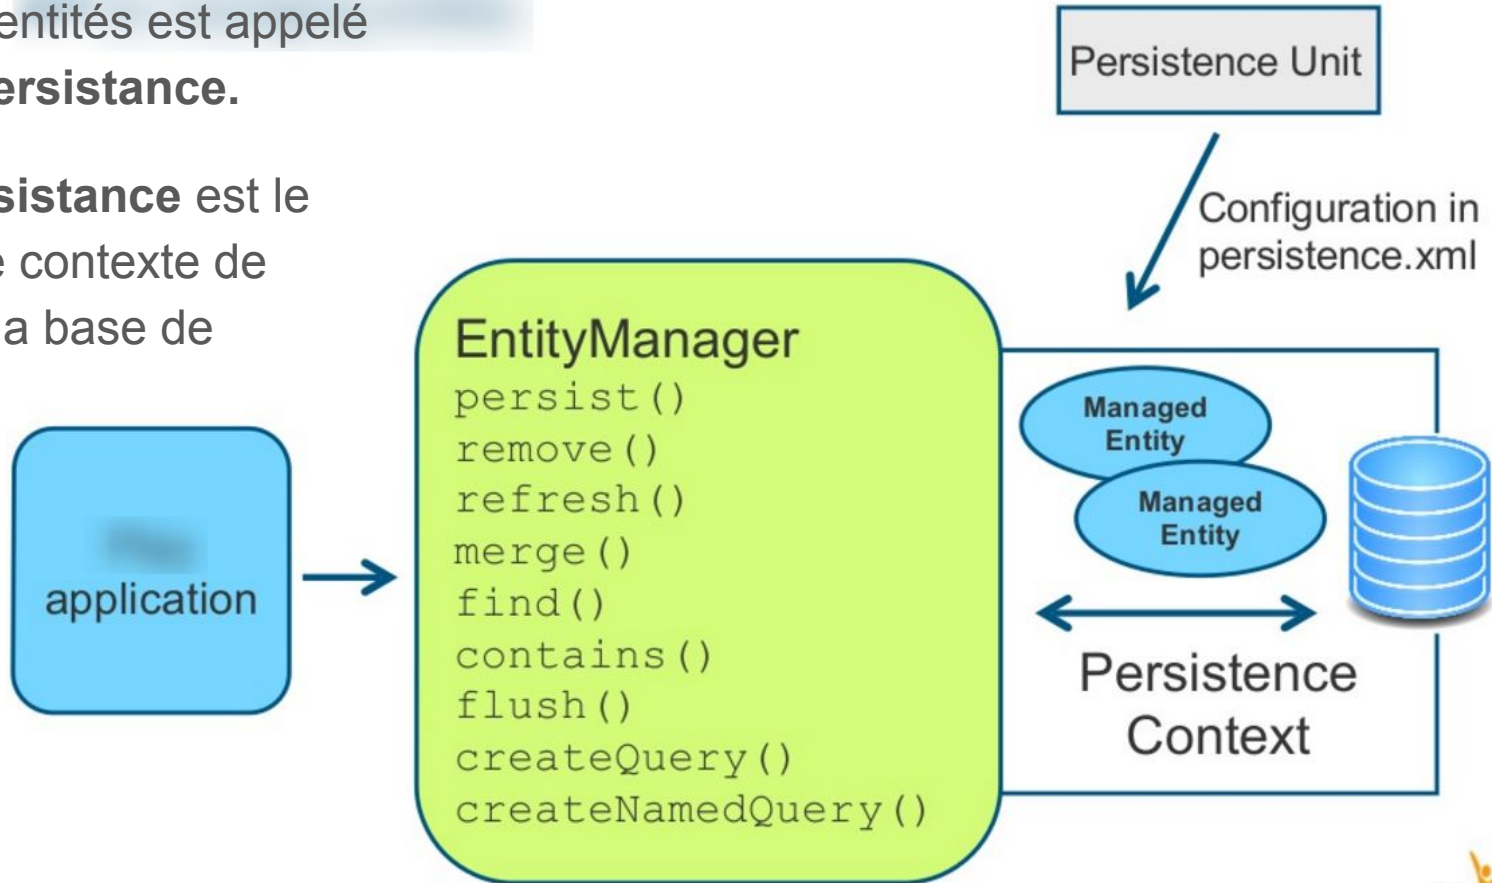 entités est appelé
ersistance.
sistance est le
e contexte de
a base de
Persistence Unit
Configuration in
persistence.xml
EntityManager
persist()
remove()
refresh()
merge()
find()
contains()
flush()
createQuery()
createNamedQuery()
application
Managed
Entity
Managed
Entity
Persistence
Context